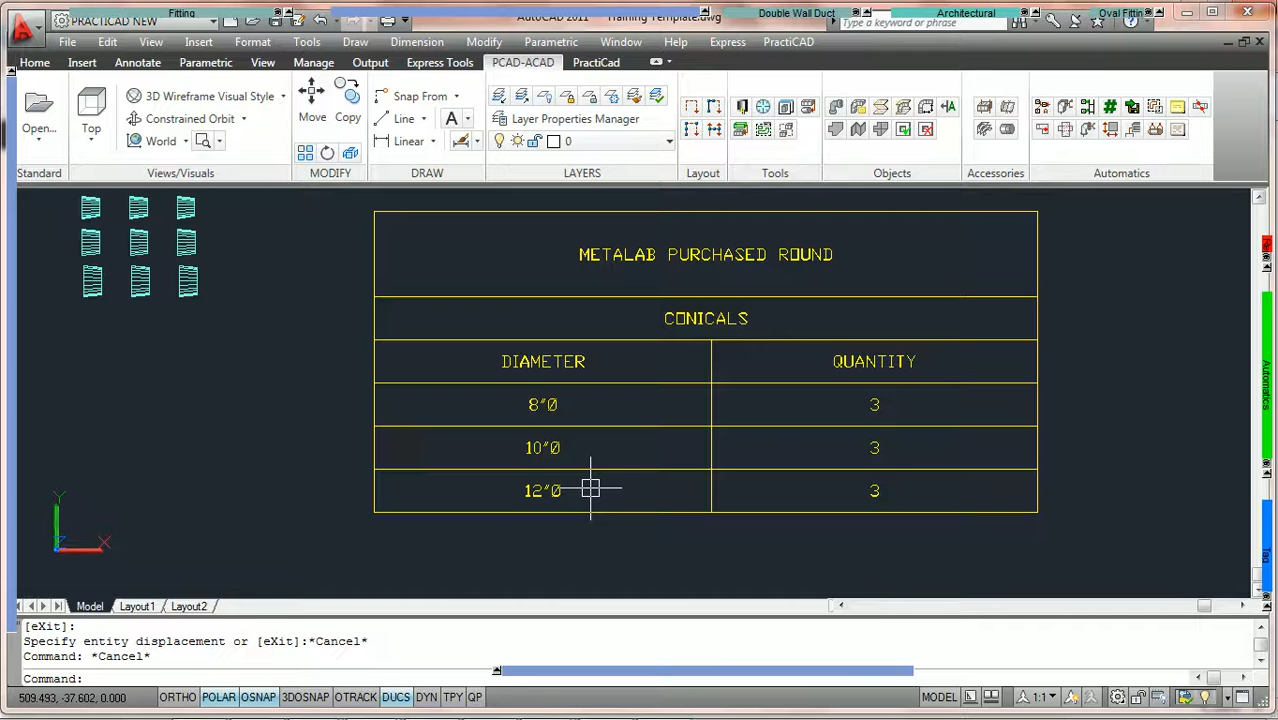 Fitting Double Wall Duct Architectural Oval Fittin
PRACTICAD NEW AutoCAD 2011 Training Template.dwg Type a keyword or phrase
File Edit View Insert Format Tools Draw Dimension Modify Parametric Window Help Express PractiCAD
Home Insert Annotate Parametric View Manage Output Express Tools PCAD-ACAD PractiCad
Open... Top 3D Wireframe Visual Style Move Copy Snap From
Constrained Orbit Line A Layer Properties Manager
World Linear 0
Standard Views/Visuals MODIFY DRAW LAYERS Layout Tools Objects Accessories Automatics
METALAB PURCHASED ROUND
CONICALS
DIAMETER QUANTITY
8"Ø 3
10"Ø 3
12"Ø 3
Y
X
Automatics
Tag
Model Layout1 Layout2
[eXit]:
Specify entity displacement or [eXit]:*Cancel*
Command: *Cancel*
Command:
509.493, -37.602, 0.000 ORTHO POLAR OSNAP 3DOSNAP OTRACK DUCS DYN TPY QP MODEL 1:1